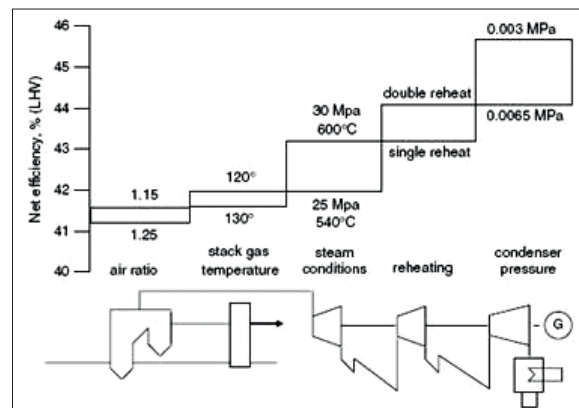 46
45
44
43
42
41
40
Net efficiency, % (LHV)
1.15
1.25
air ratio
120°
130°
stack gas
temperature
30 Mpa
600°C
25 Mpa
540°C
steam
conditions
double reheat
single reheat
reheating
0.003 MPa
0.0065 MPa
condenser
pressure
G